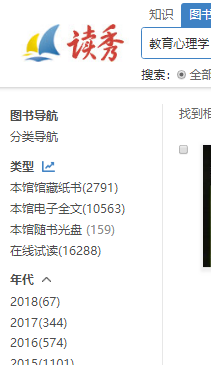 知识 图书
读秀
教育心理学
搜索: 全部
图书导航
找到相
分类导航
类型
本馆馆藏纸书(2791)
本馆电子全文(10563)
本馆随书光盘 (159)
在线试读(16288)
年代
2018(67)
2017(344)
2016(574)
2015(1101)